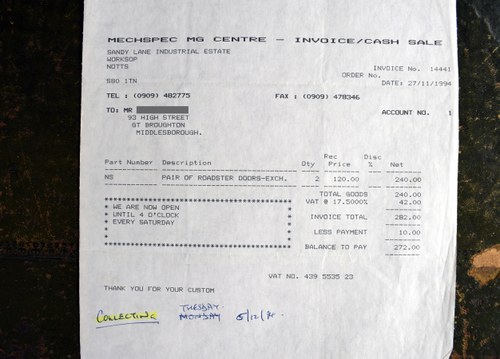 MECHSPEC MG CENTRE - INVOICE/CASH SALE
SANDY LANE INDUSTRIAL ESTATE
WORKSOP
NOTTS
INVOICE No. 14441
ORDER No.
S80 1TN DATE: 27/11/1994
TEL : (0909) 482775 FAX : (0909) 478346
TO: MR ACCOUNT NO. 1
93 HIGH STREET
GT BROUGHTON
MIDDLESBOROUGH.
Part Number Description Qty Rec Price Disc % Net
NS PAIR OF ROADSTER DOORS-EXCH. 2 120.00 240.00
TOTAL GOODS 240.00
VAT @ 17.5000% 42.00
* WE ARE NOW OPEN *
* UNTIL 4 O'CLOCK *
* EVERY SATURDAY *
INVOICE TOTAL 282.00
LESS PAYMENT 10.00
BALANCE TO PAY 272.00
VAT NO. 439 5535 23
THANK YOU FOR YOUR CUSTOM
TUESDAY
COLLECTING MONDAY